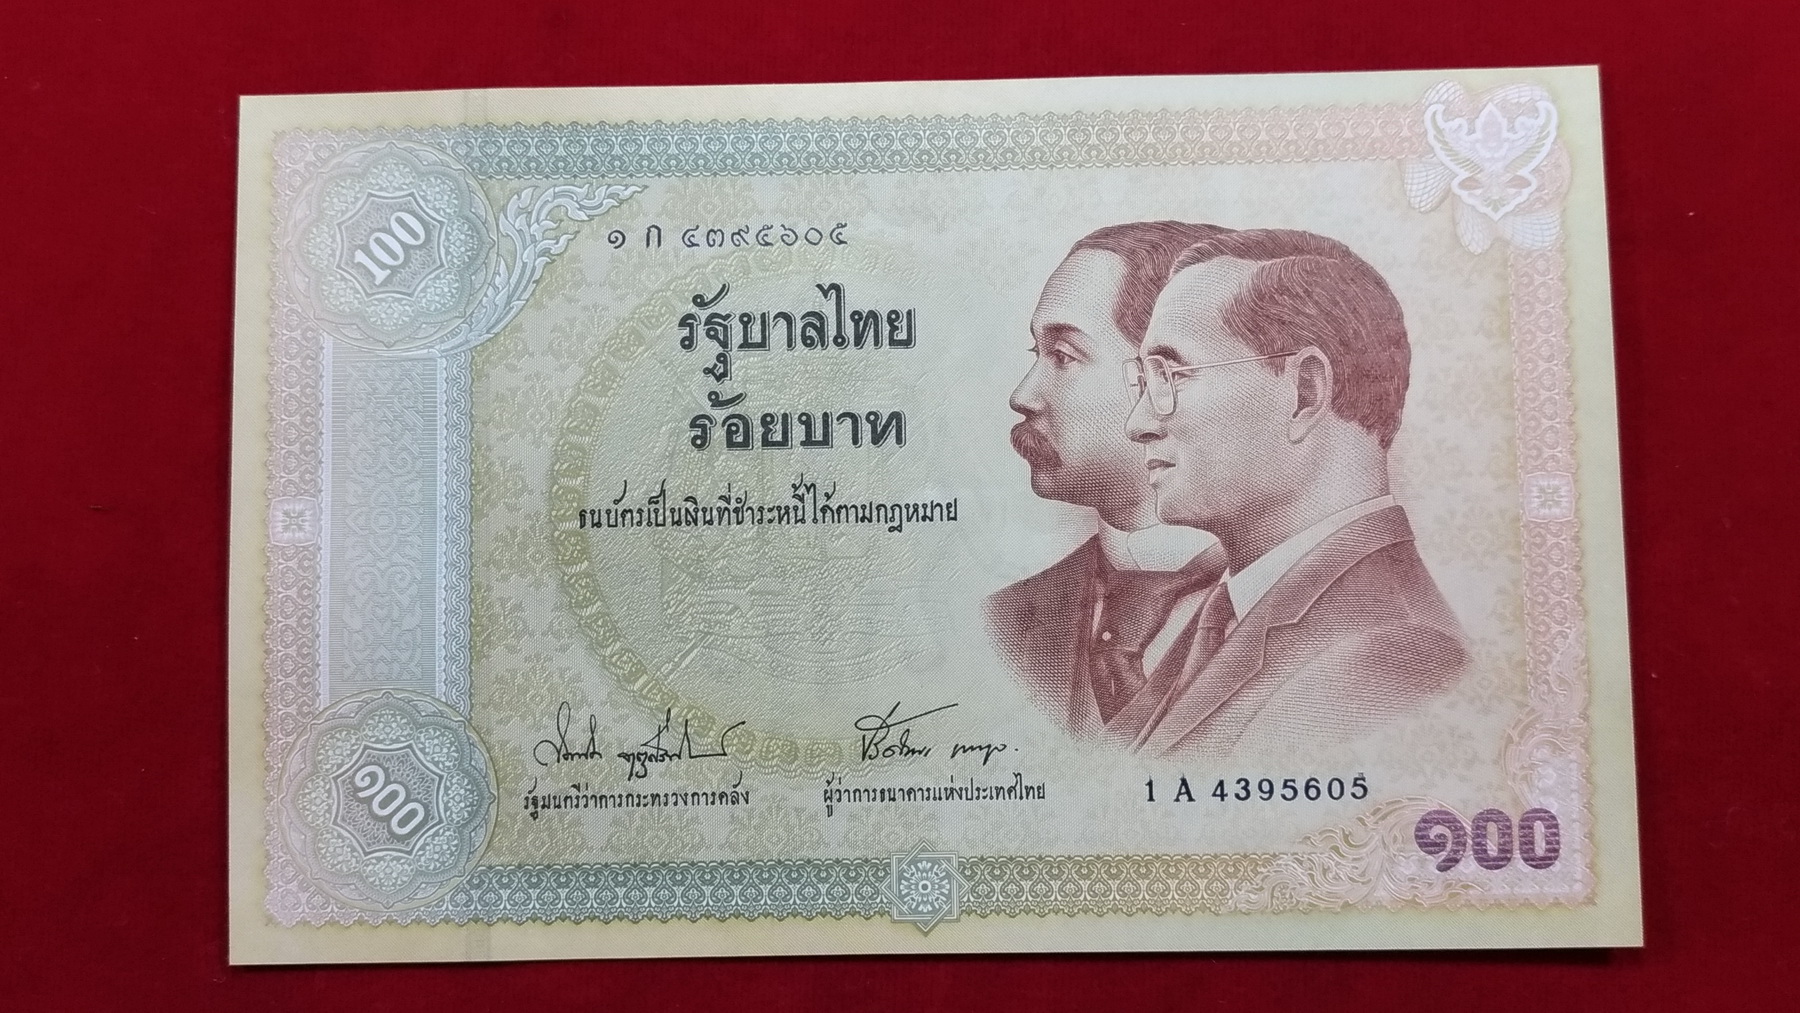 100
๑ ก ๔๓๙๕๖๐๕
รัฐบาลไทย
ร้อยบาท
ธนบัตรเป็นเงินที่ชำระหนี้ได้ตามกฎหมาย
รัฐมนตรีว่าการกระทรวงการคลัง
ผู้ว่าการธนาคารแห่งประเทศไทย
1 A 4395605
๑๐๐
๑๐๐